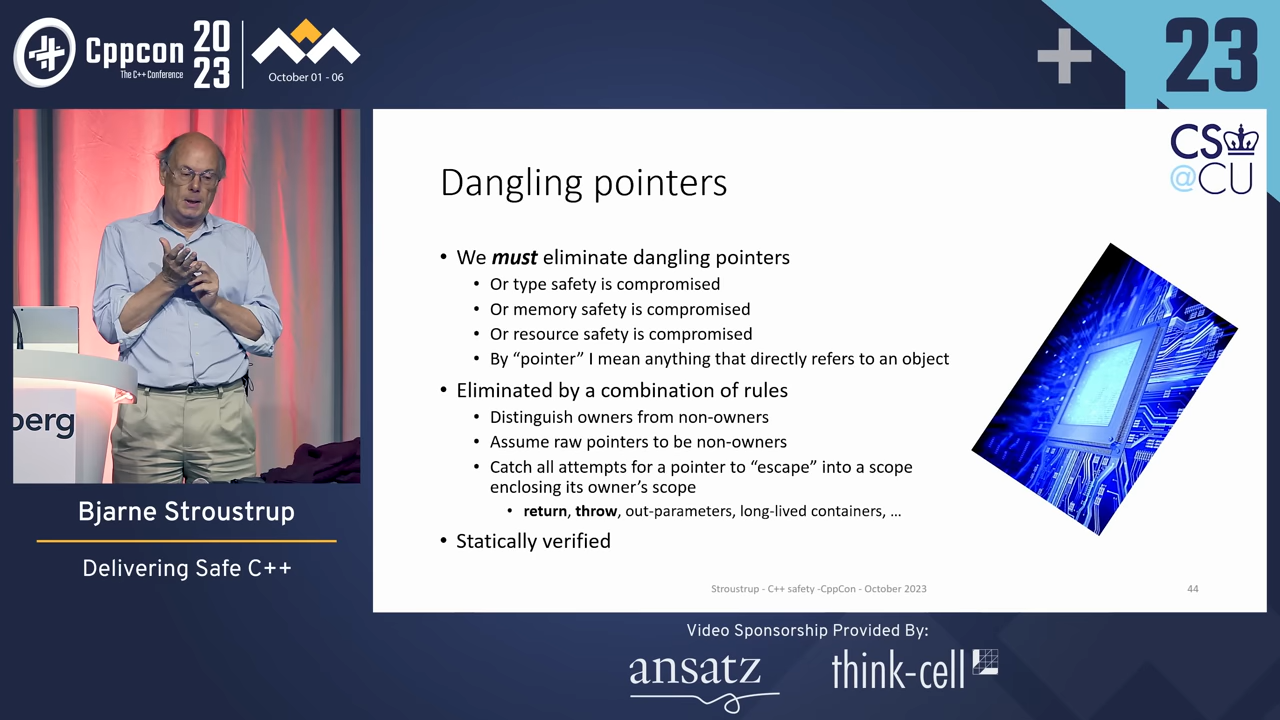 Cppcon
The C++ Conference
20
23
October 01 - 06
+ 23
CS
@CU
Dangling pointers
• We must eliminate dangling pointers
• Or type safety is compromised
• Or memory safety is compromised
• Or resource safety is compromised
• By “pointer” I mean anything that directly refers to an object
• Eliminated by a combination of rules
• Distinguish owners from non-owners
• Assume raw pointers to be non-owners
• Catch all attempts for a pointer to “escape” into a scope
enclosing its owner’s scope
• return, throw, out-parameters, long-lived containers, …
• Statically verified
Stroustrup - C++ safety -CppCon - October 2023
44
berg
Bjarne Stroustrup
Delivering Safe C++
Video Sponsorship Provided By:
ansatz
think-cell